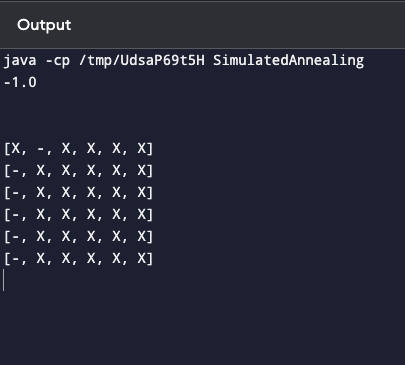 Output
java -cp /tmp/UdsaP69t5H SimulatedAnnealing
-1.0
[X, -, X, X, X, X]
[-, X, X, X, X, X]
[-, X, X, X, X, X]
[-, X, X, X, X, X]
[-, X, X, X, X, X]
[-, X, X, X, X, X]